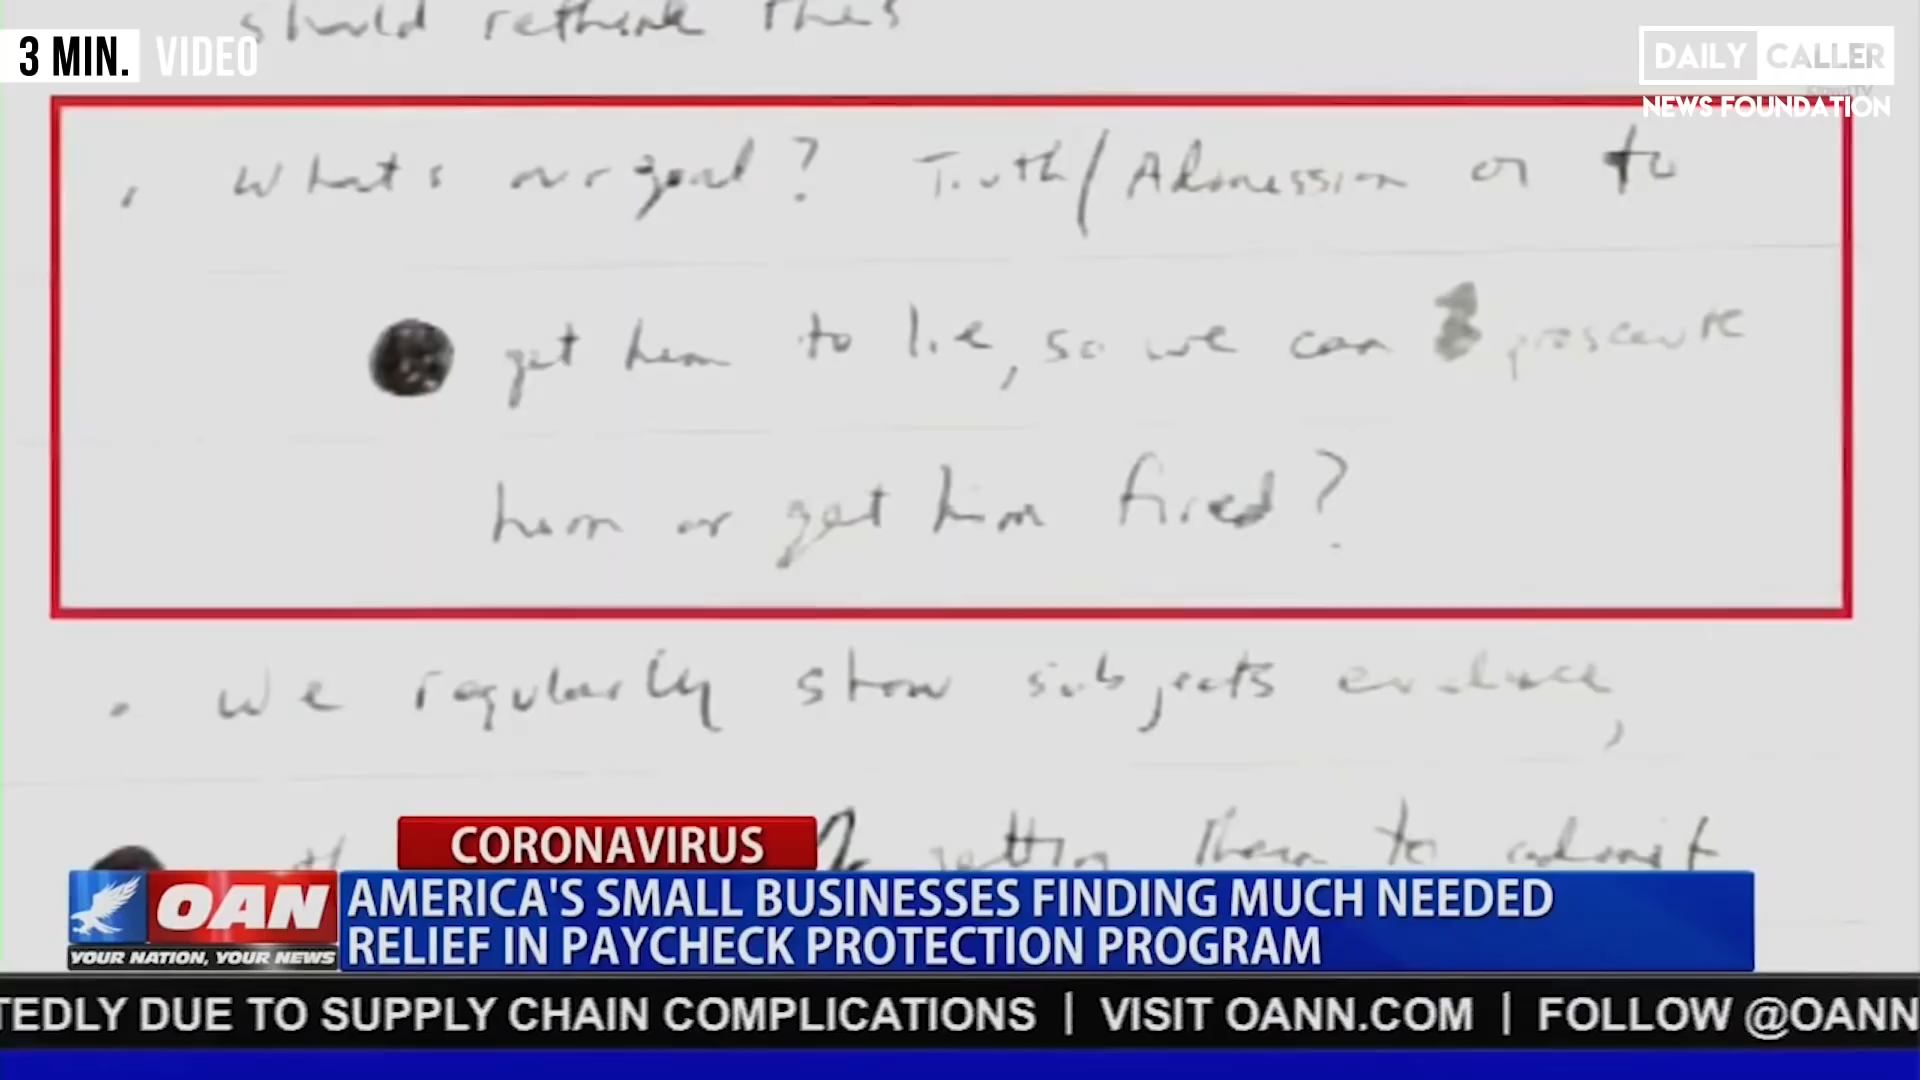 should rethink this
3 MIN. VIDEO
DAILY CALLER
NEWS FOUNDATION
• What's our goal? Truth/Admission or to
get him to lie, so we can prosecute
him or get him fired?
• We regularly show subjects evidence,
getting them to admit
CORONAVIRUS
OAN
YOUR NATION, YOUR NEWS
AMERICA'S SMALL BUSINESSES FINDING MUCH NEEDED
RELIEF IN PAYCHECK PROTECTION PROGRAM
TEDLY DUE TO SUPPLY CHAIN COMPLICATIONS | VISIT OANN.COM | FOLLOW @OANN